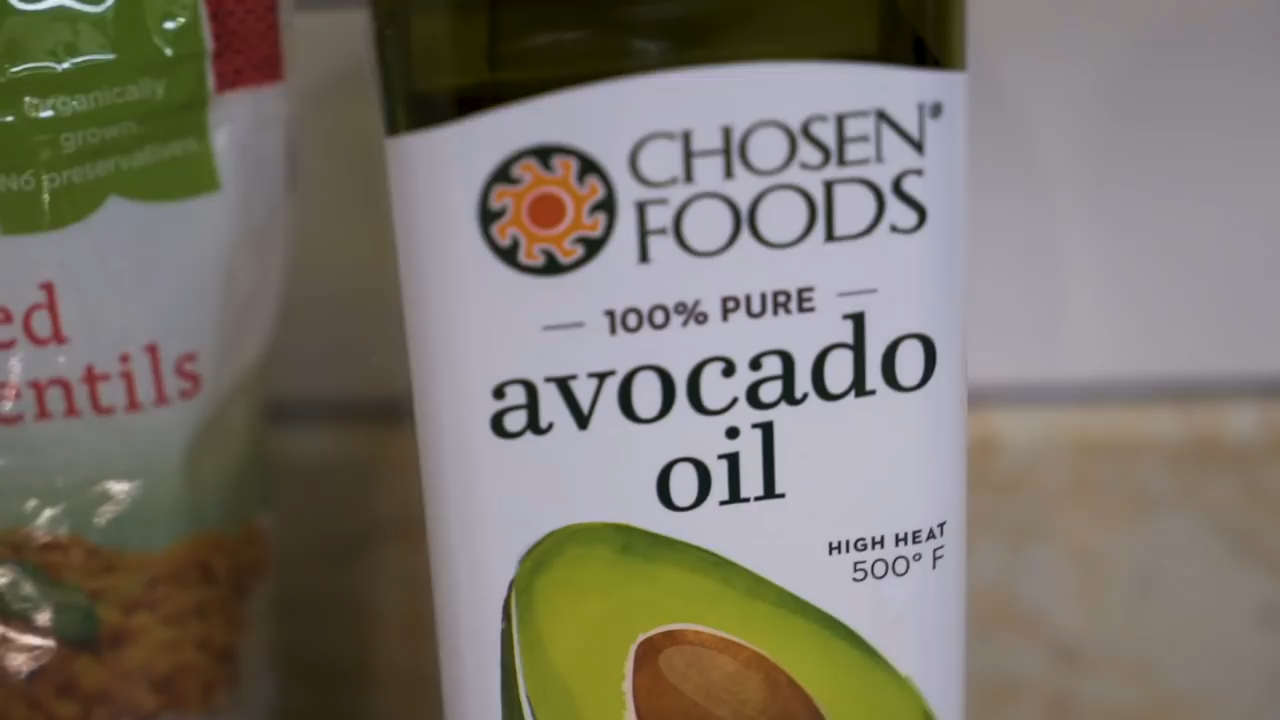 organically
grown.
No preservatives
ed
entils
CHOSEN®
FOODS
— 100% PURE —
avocado
oil
HIGH HEAT
500° F